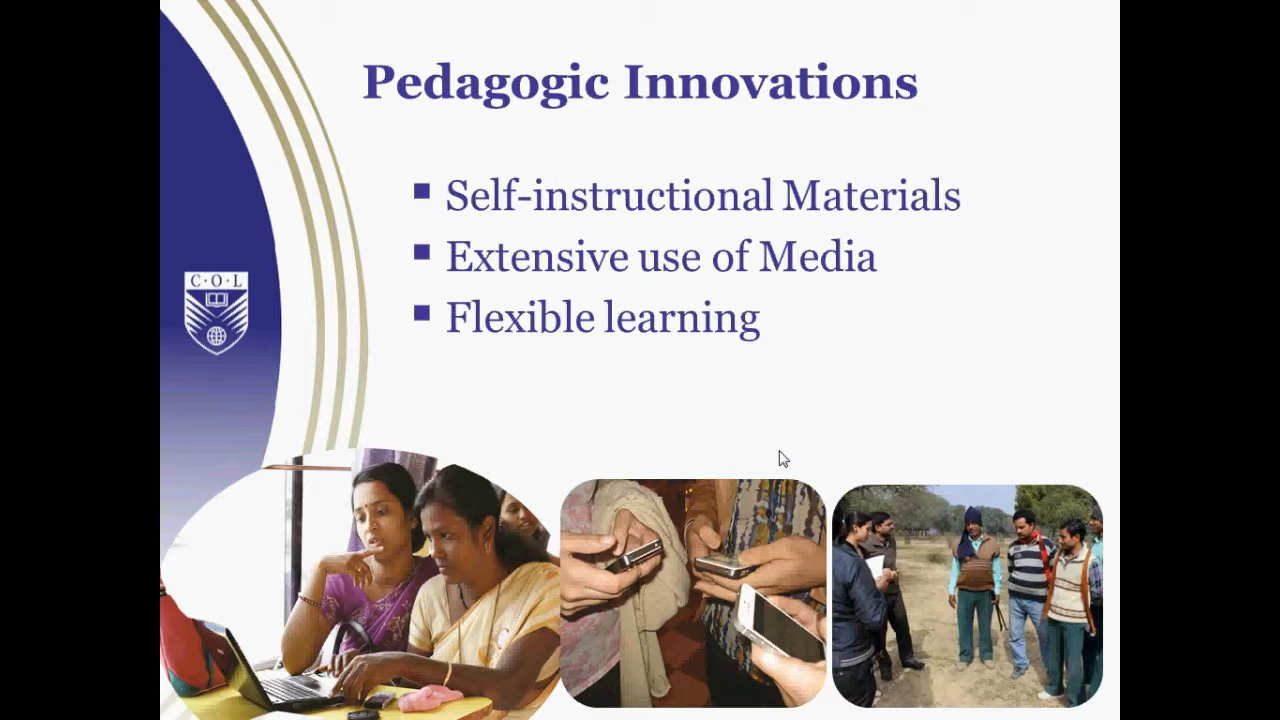 Pedagogic Innovations
Self-instructional Materials
Extensive use of Media
Flexible learning
C·O·L